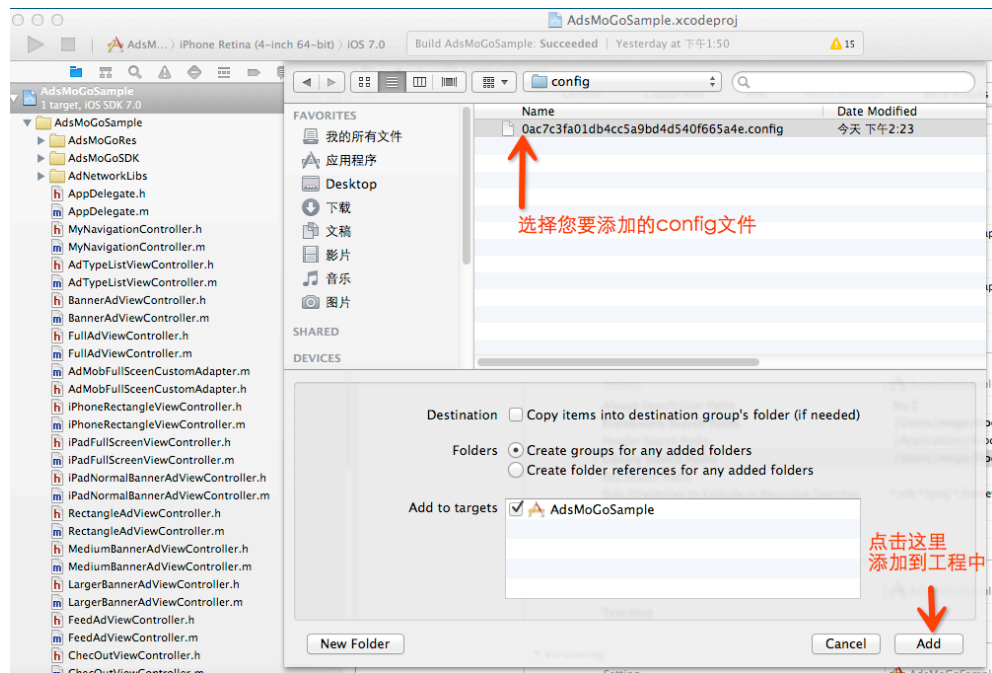 AdsMoGoSample.xcodeproj
AdsM... iPhone Retina (4-inch 64-bit) iOS 7.0
Build AdsMoGoSample: Succeeded | Yesterday at 下午1:50
15
AdsMoGoSample
1 target, iOS SDK 7.0
AdsMoGoSample
AdsMoGoRes
AdsMoGoSDK
AdNetworkLibs
h AppDelegate.h
m AppDelegate.m
h MyNavigationController.h
m MyNavigationController.m
h AdTypeListViewController.h
m AdTypeListViewController.m
h BannerAdViewController.h
m BannerAdViewController.m
h FullAdViewController.h
m FullAdViewController.m
m AdMobFullSceenCustomAdapter.m
h AdMobFullSceenCustomAdapter.h
h iPhoneRectangleViewController.h
m iPhoneRectangleViewController.m
h iPadFullScreenViewController.h
m iPadFullScreenViewController.m
h iPadNormalBannerAdViewController.h
m iPadNormalBannerAdViewController.m
h RectangleAdViewController.h
m RectangleAdViewController.m
h MediumBannerAdViewController.h
m MediumBannerAdViewController.m
h LargerBannerAdViewController.h
m LargerBannerAdViewController.m
h FeedAdViewController.h
m FeedAdViewController.m
h ChecOutViewController.h
m ChecOutViewController.m
config
FAVORITES
我的所有文件
应用程序
Desktop
下载
文稿
影片
音乐
图片
SHARED
DEVICES
Name Date Modified
0ac7c3fa01db4cc5a9bd4d540f665a4e.config 今天 下午2:23
选择您要添加的config文件
Destination Copy items into destination group's folder (if needed)
Folders Create groups for any added folders
Create folder references for any added folders
Add to targets AdsMoGoSample
点击这里
添加到工程中
New Folder Cancel Add